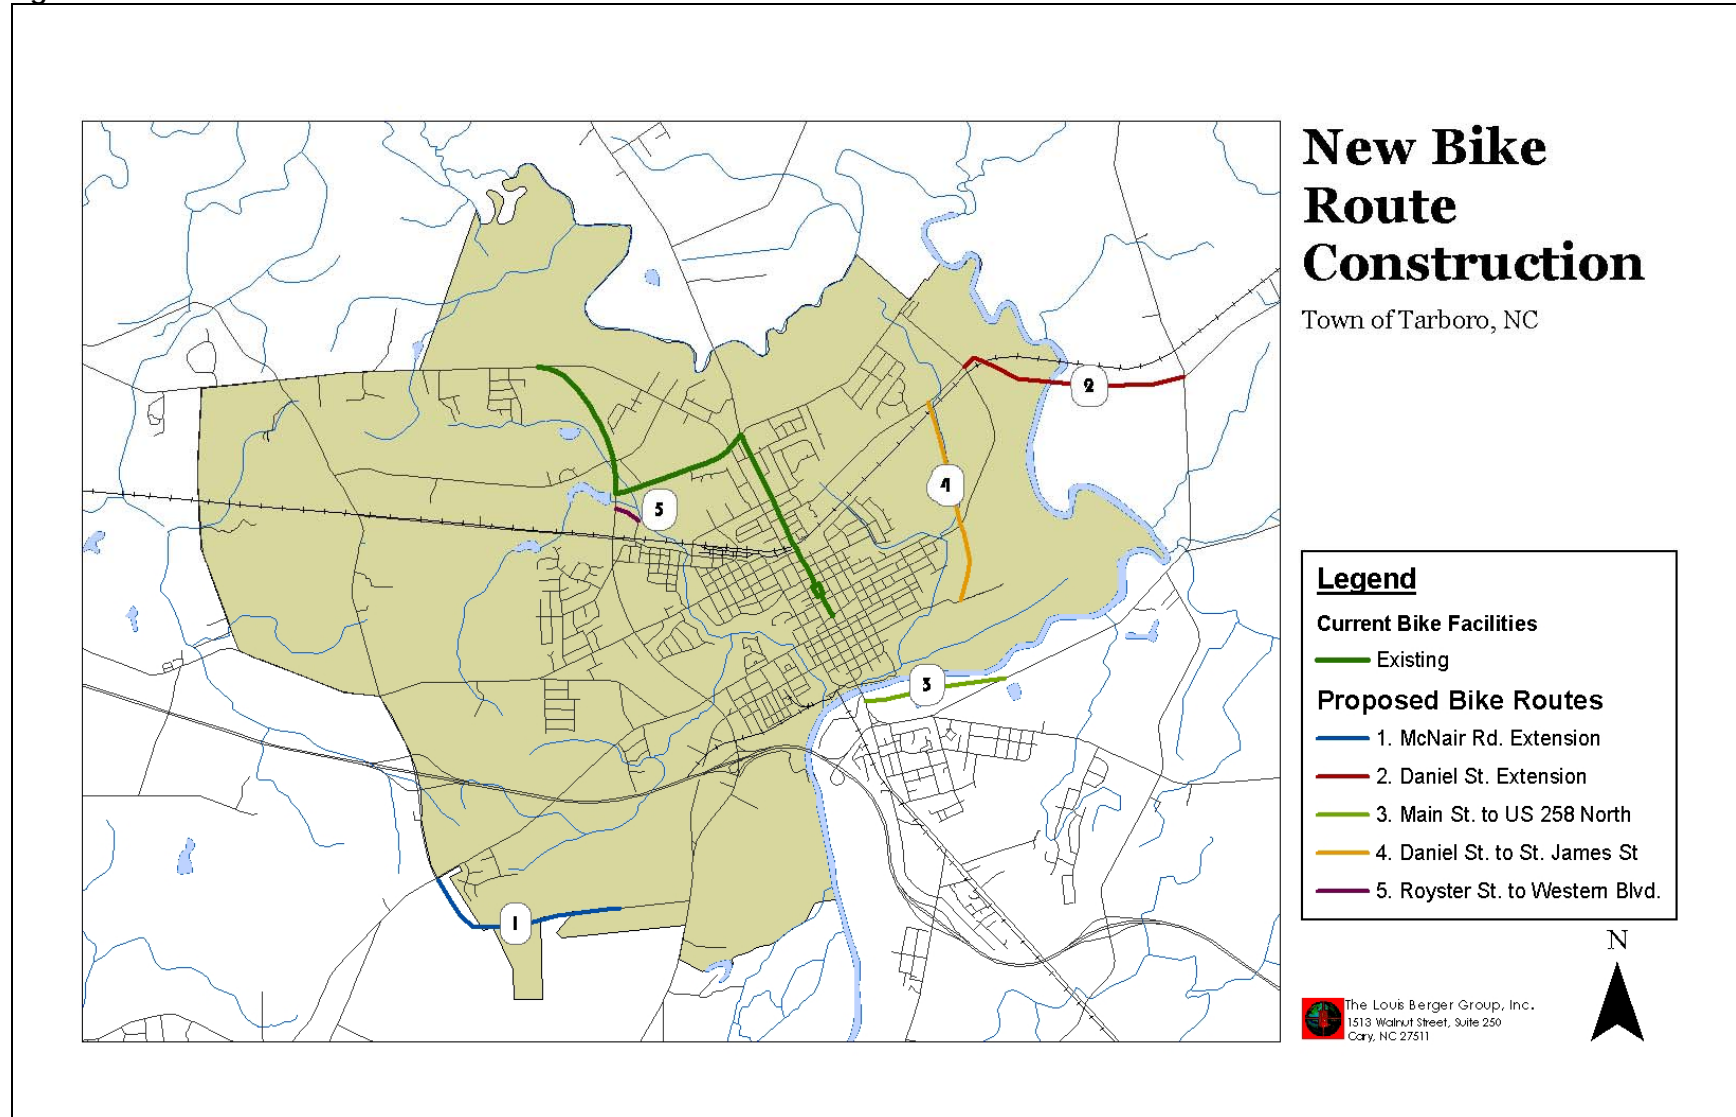 New Bike
Route
Construction
Town of Tarboro, NC
2
4
5
3
1
Legend
Current Bike Facilities
Existing
Proposed Bike Routes
1. McNair Rd. Extension
2. Daniel St. Extension
3. Main St. to US 258 North
4. Daniel St. to St. James St
5. Royster St. to Western Blvd.
N
The Louis Berger Group, Inc.
1513 Walnut Street, Suite 250
Cary, NC 27511